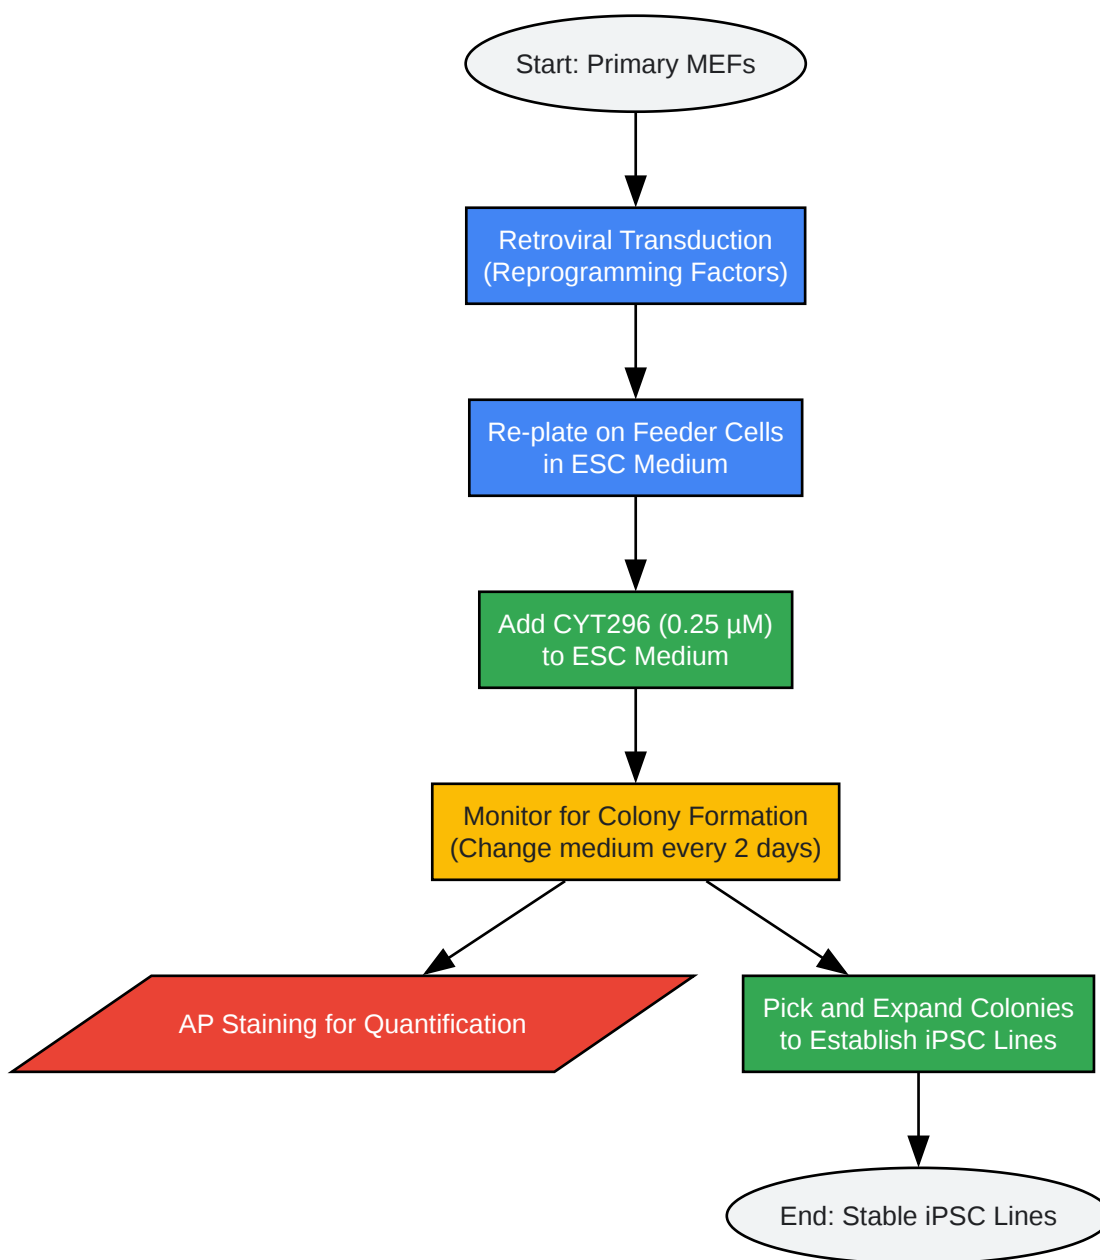 Start: Primary MEFs
Retroviral Transduction
(Reprogramming Factors)
Re-plate on Feeder Cells
in ESC Medium
Add CYT296 (0.25 µM)
to ESC Medium
Monitor for Colony Formation
(Change medium every 2 days)
AP Staining for Quantification
Pick and Expand Colonies
to Establish iPSC Lines
End: Stable iPSC Lines